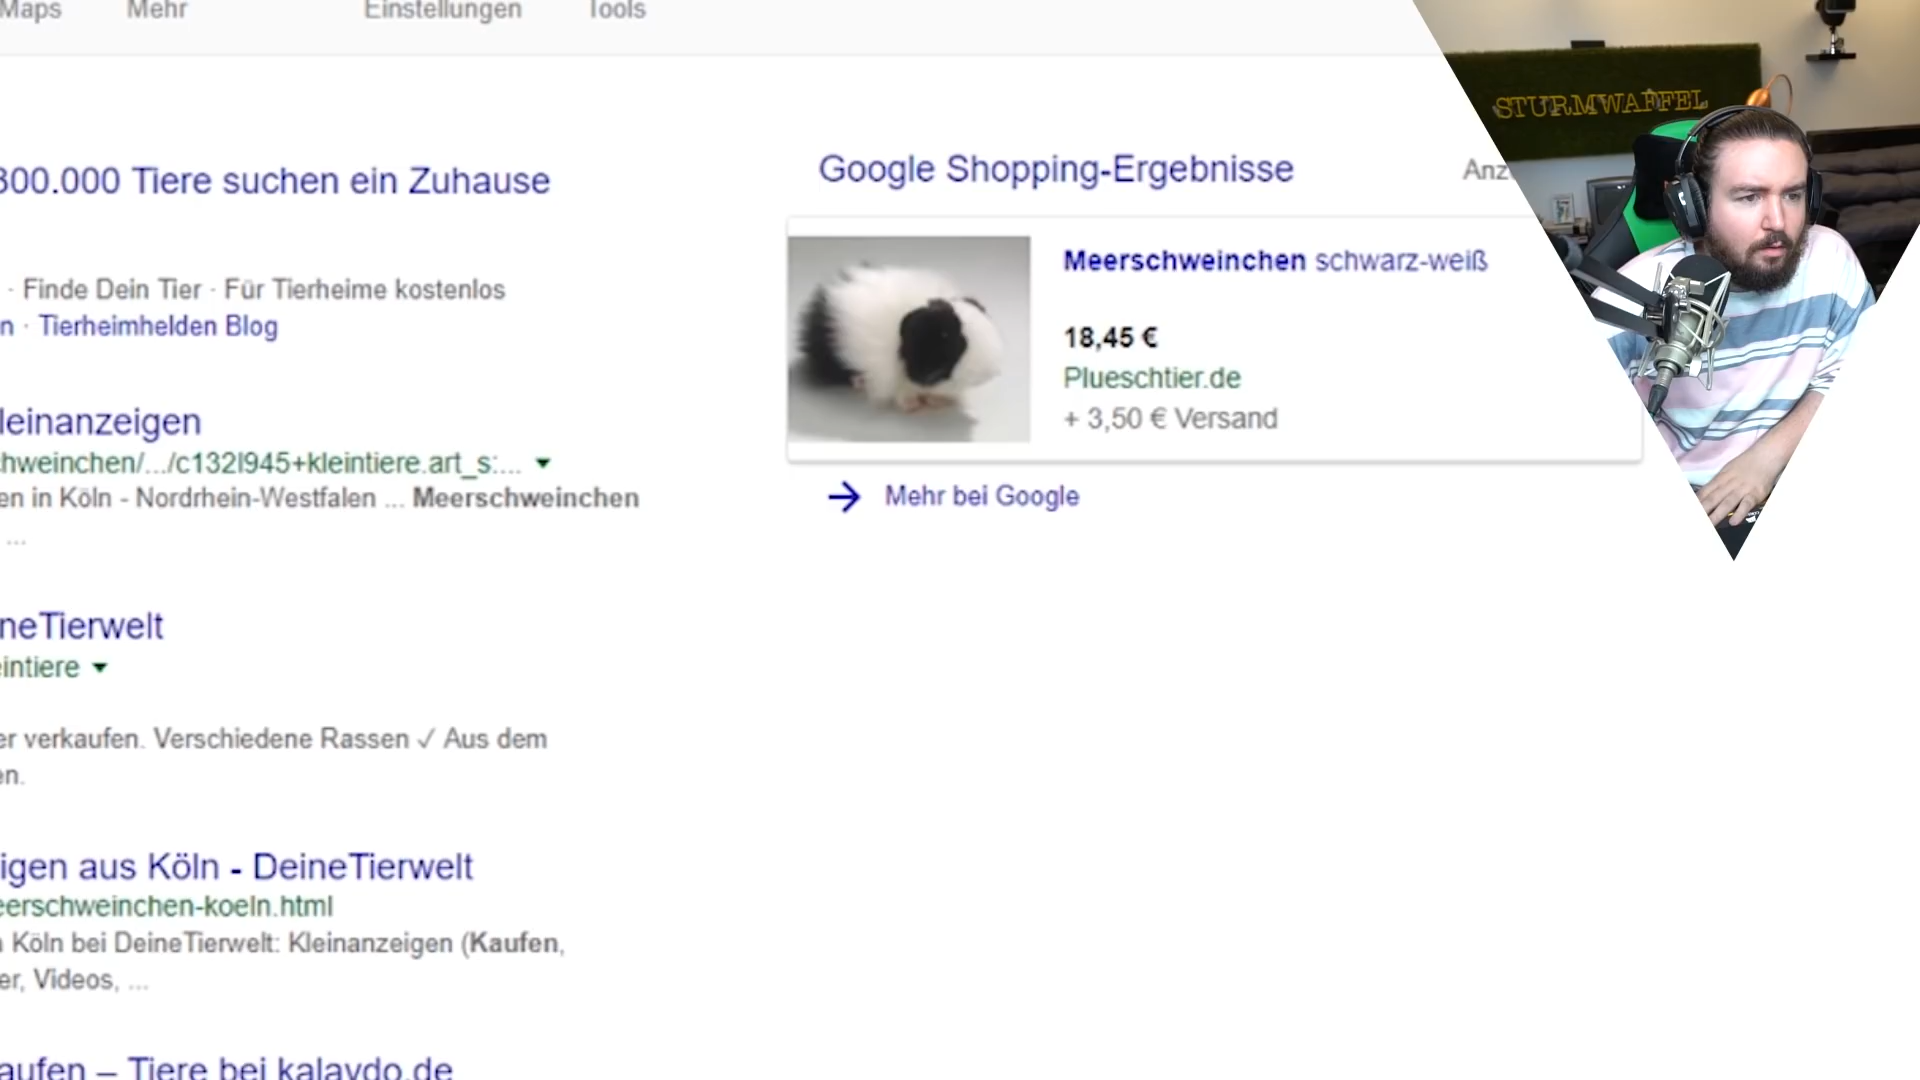 Maps Mehr Einstellungen Tools
STURMWAFFEL
300.000 Tiere suchen ein Zuhause
· Finde Dein Tier · Für Tierheime kostenlos
n · Tierheimhelden Blog
leinanzeigen
hweinchen/.../c132l945+kleintiere.art_s:...
en in Köln - Nordrhein-Westfalen ... Meerschweinchen
...
neTierwelt
eintiere
er verkaufen. Verschiedene Rassen ✓ Aus dem
en.
igen aus Köln - DeineTierwelt
eerschweinchen-koeln.html
n Köln bei DeineTierwelt: Kleinanzeigen (Kaufen,
er, Videos, ...
aufen – Tiere bei kalaydo.de
Google Shopping-Ergebnisse
Anz
Meerschweinchen schwarz-weiß
18,45 €
Plueschtier.de
+ 3,50 € Versand
Mehr bei Google